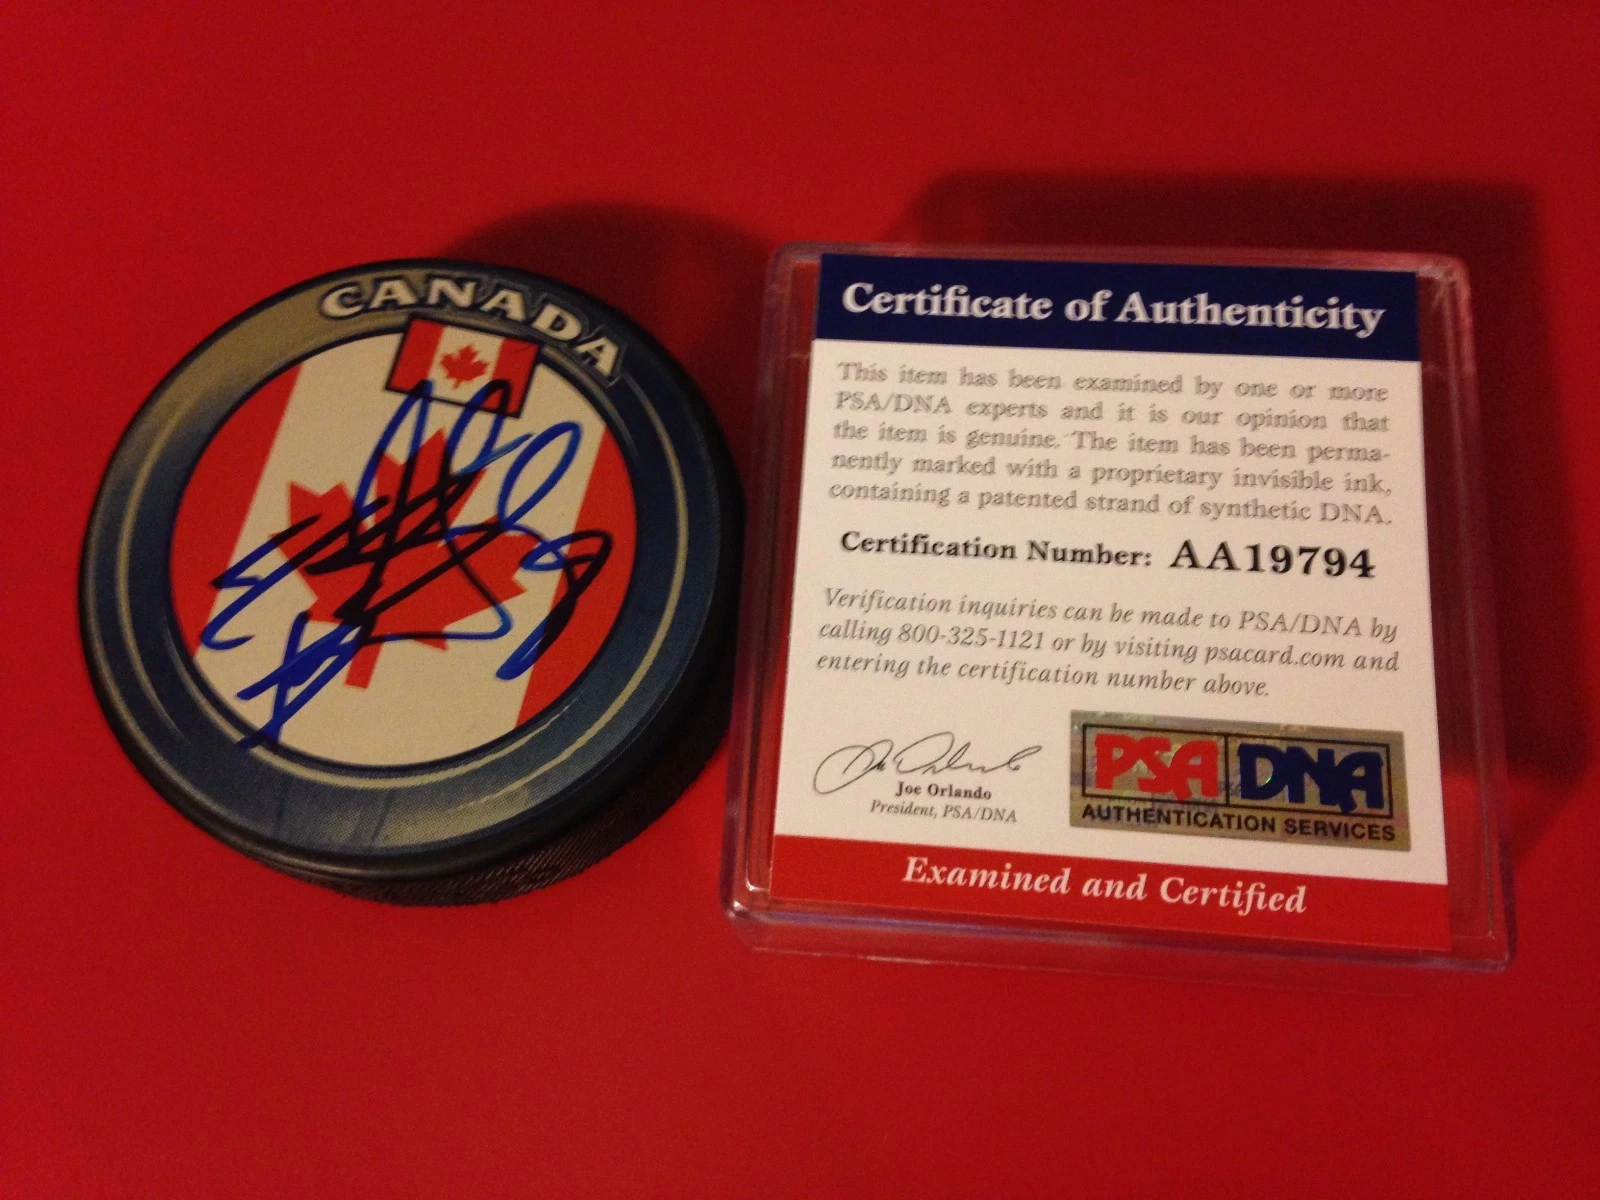 CANADA
Certificate of Authenticity
This item has been examined by one or more
PSA/DNA experts and it is our opinion that
the item is genuine. The item has been perma-
nently marked with a proprietary invisible ink,
containing a patented strand of synthetic DNA.
Certification Number: AA19794
Verification inquiries can be made to PSA/DNA by
calling 800-325-1121 or by visiting psacard.com and
entering the certification number above.
Joe Orlando
President, PSA/DNA
PSA DNA
AUTHENTICATION SERVICES
Examined and Certified